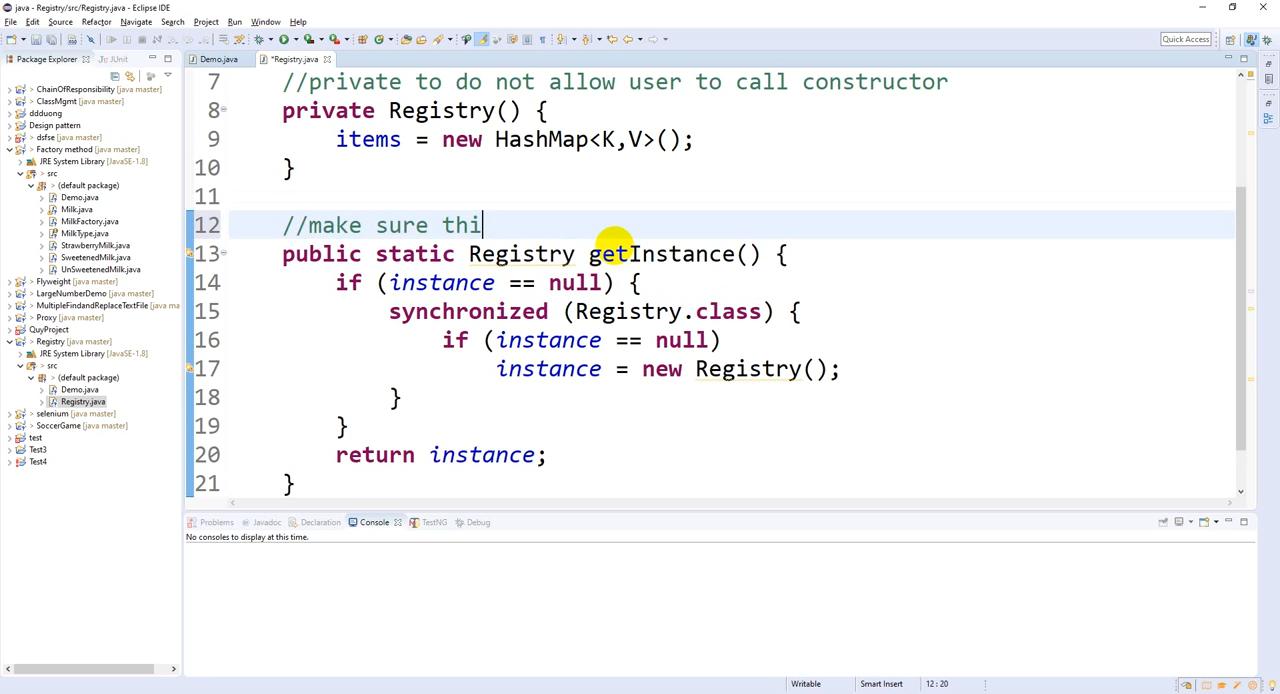 java - Registry/src/Registry.java - Eclipse IDE
File Edit Source Refactor Navigate Search Project Run Window Help
Quick Access
Package Explorer JUnit
Demo.java *Registry.java
> ChainOfResponsibility [java master]
> ClassMgmt [java master]
ddduong
Design pattern
> dsfse [java master]
> Factory method [java master]
JRE System Library [JavaSE-1.8]
> src
> (default package)
> Demo.java
> Milk.java
> MilkFactory.java
> MilkType.java
> StrawberryMilk.java
> SweetenedMilk.java
> UnSweetenedMilk.java
> Flyweight [java master]
> LargeNumberDemo [java master]
> MultipleFindandReplaceTextFile [java ma
> Proxy [java master]
QuyProject
> Registry [java master]
JRE System Library [JavaSE-1.8]
> src
> (default package)
> Demo.java
> Registry.java
> selenium [java master]
> SoccerGame [java master]
test
Test3
Test4
7 //private to do not allow user to call constructor
8 private Registry() {
9 items = new HashMap<K,V>();
10 }
11
12 //make sure thi
13 public static Registry getInstance() {
14 if (instance == null) {
15 synchronized (Registry.class) {
16 if (instance == null)
17 instance = new Registry();
18 }
19 }
20 return instance;
21 }
Problems Javadoc Declaration Console TestNG Debug
No consoles to display at this time.
Writable Smart Insert 12 : 20